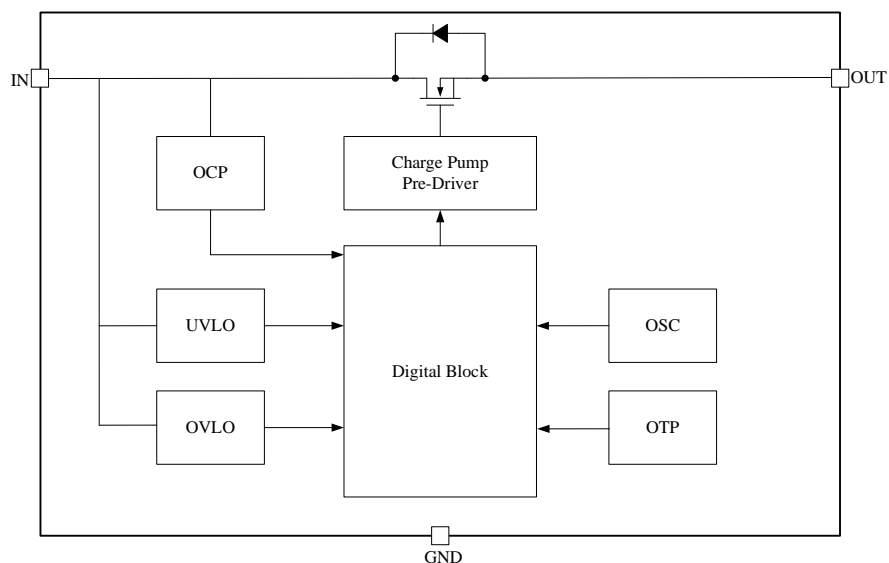 IN
OUT
OCP
Charge Pump
Pre-Driver
UVLO
OSC
Digital Block
OVLO
OTP
GND